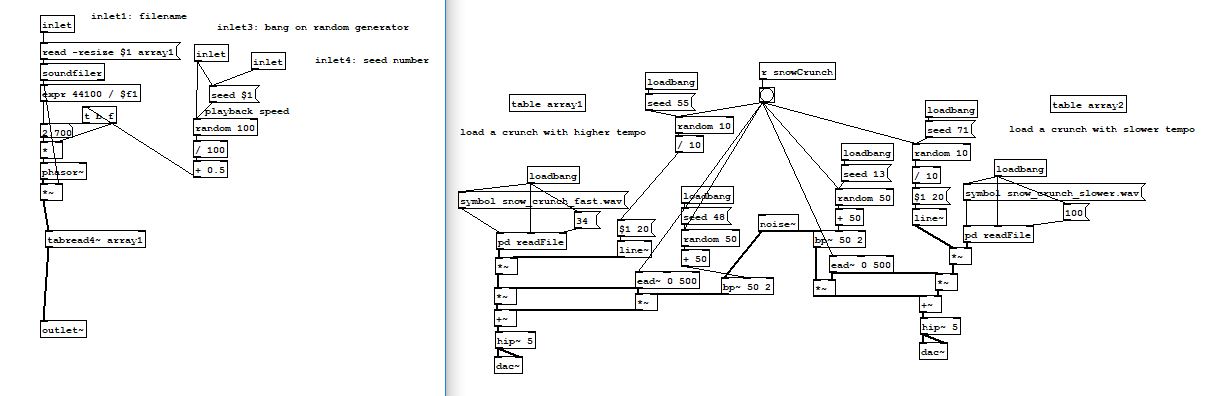 inlet1: filename
inlet
inlet3: bang on random generator
read -resize $1 array1
inlet
inlet
inlet4: seed number
soundfiler
expr 44100 / $f1
seed $1
t b f
playback speed
2.700
random 100
*
/ 100
phasor~
+ 0.5
*~
tabread4~ array1
outlet~
r snowCrunch
loadbang
table array1
seed 55
loadbang
table array2
load a crunch with higher tempo
random 10
seed 71
load a crunch with slower tempo
/ 10
loadbang
random 10
loadbang
seed 13
/ 10
loadbang
symbol snow_crunch_fast.wav
loadbang
random 50
$1 20
symbol snow_crunch_slower.wav
34
seed 48
+ 50
line~
100
$1 20
noise~
pd readFile
random 50
bp~ 50 2
pd readFile
line~
+ 50
*~
*~
ead~ 0 500
ead~ 0 500
bp~ 50 2
*~
*~
*~
*~
+~
+~
hip~ 5
hip~ 5
dac~
dac~